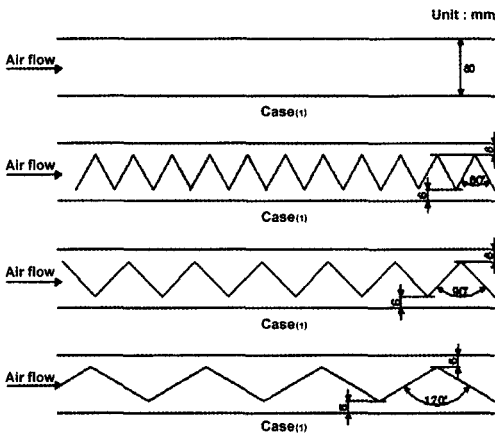 Unit : mm
Air flow
Case(1)
Air flow
60°
Case(1)
Air flow
90°
Case(1)
Air flow
120°
Case(1)